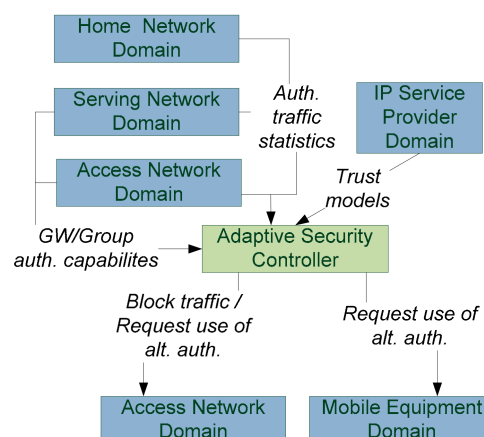 Home Network
Domain
Serving Network
Domain
Auth.
traffic
statistics
IP Service
Provider
Domain
Access Network
Domain
Trust
models
GW/Group
auth. capabilites
Adaptive Security
Controller
Block traffic /
Request use of
alt. auth.
Request use of
alt. auth.
Access Network
Domain
Mobile Equipment
Domain